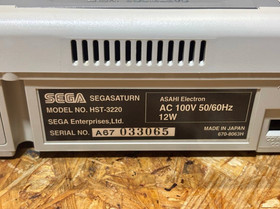 SEGA SEGASATURN
MODEL NO. HST-3220
SEGA Enterprises,Ltd.
SERIAL NO. A67 033065
ASAHI Electron
AC 100V 50/60Hz
12W
MADE IN JAPAN
670-8063H